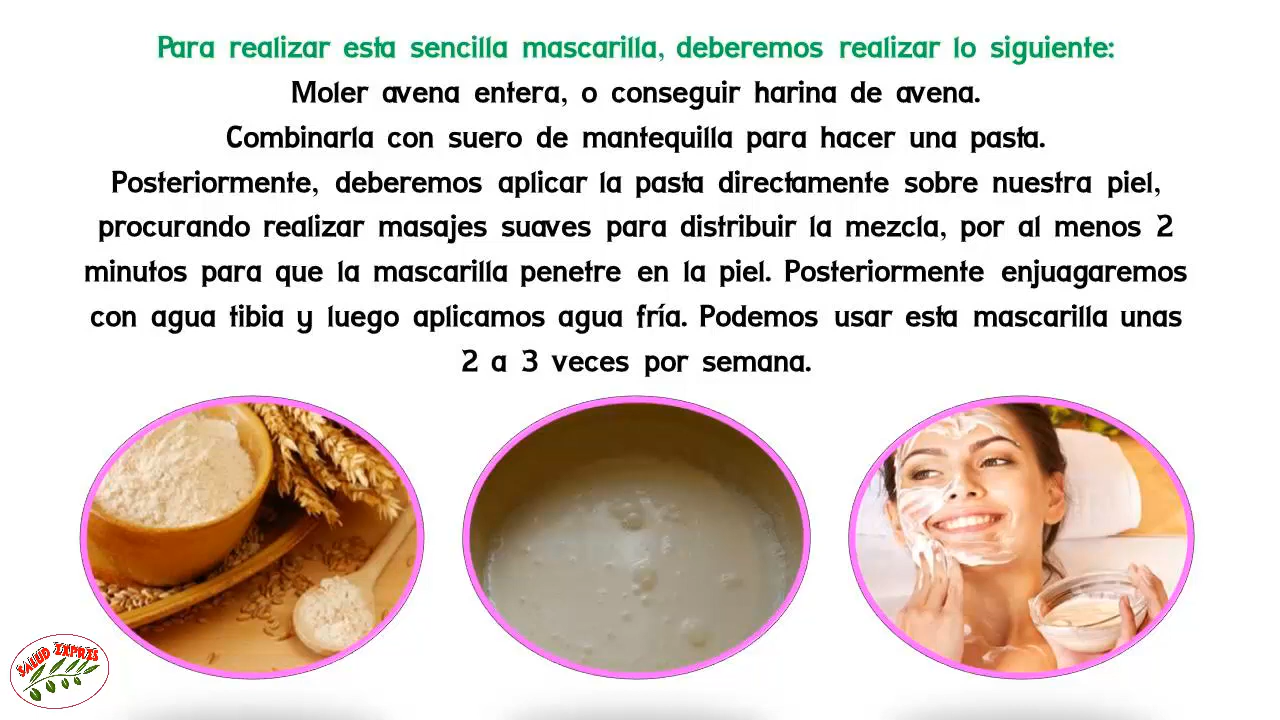 Para realizar esta sencilla mascarilla, deberemos realizar lo siguiente:
Moler avena entera, o conseguir harina de avena.
Combinarla con suero de mantequilla para hacer una pasta.
Posteriormente, deberemos aplicar la pasta directamente sobre nuestra piel,
procurando realizar masajes suaves para distribuir la mezcla, por al menos 2
minutos para que la mascarilla penetre en la piel. Posteriormente enjuagaremos
con agua tibia y luego aplicamos agua fría. Podemos usar esta mascarilla unas
2 a 3 veces por semana.
SALUD EXPRES